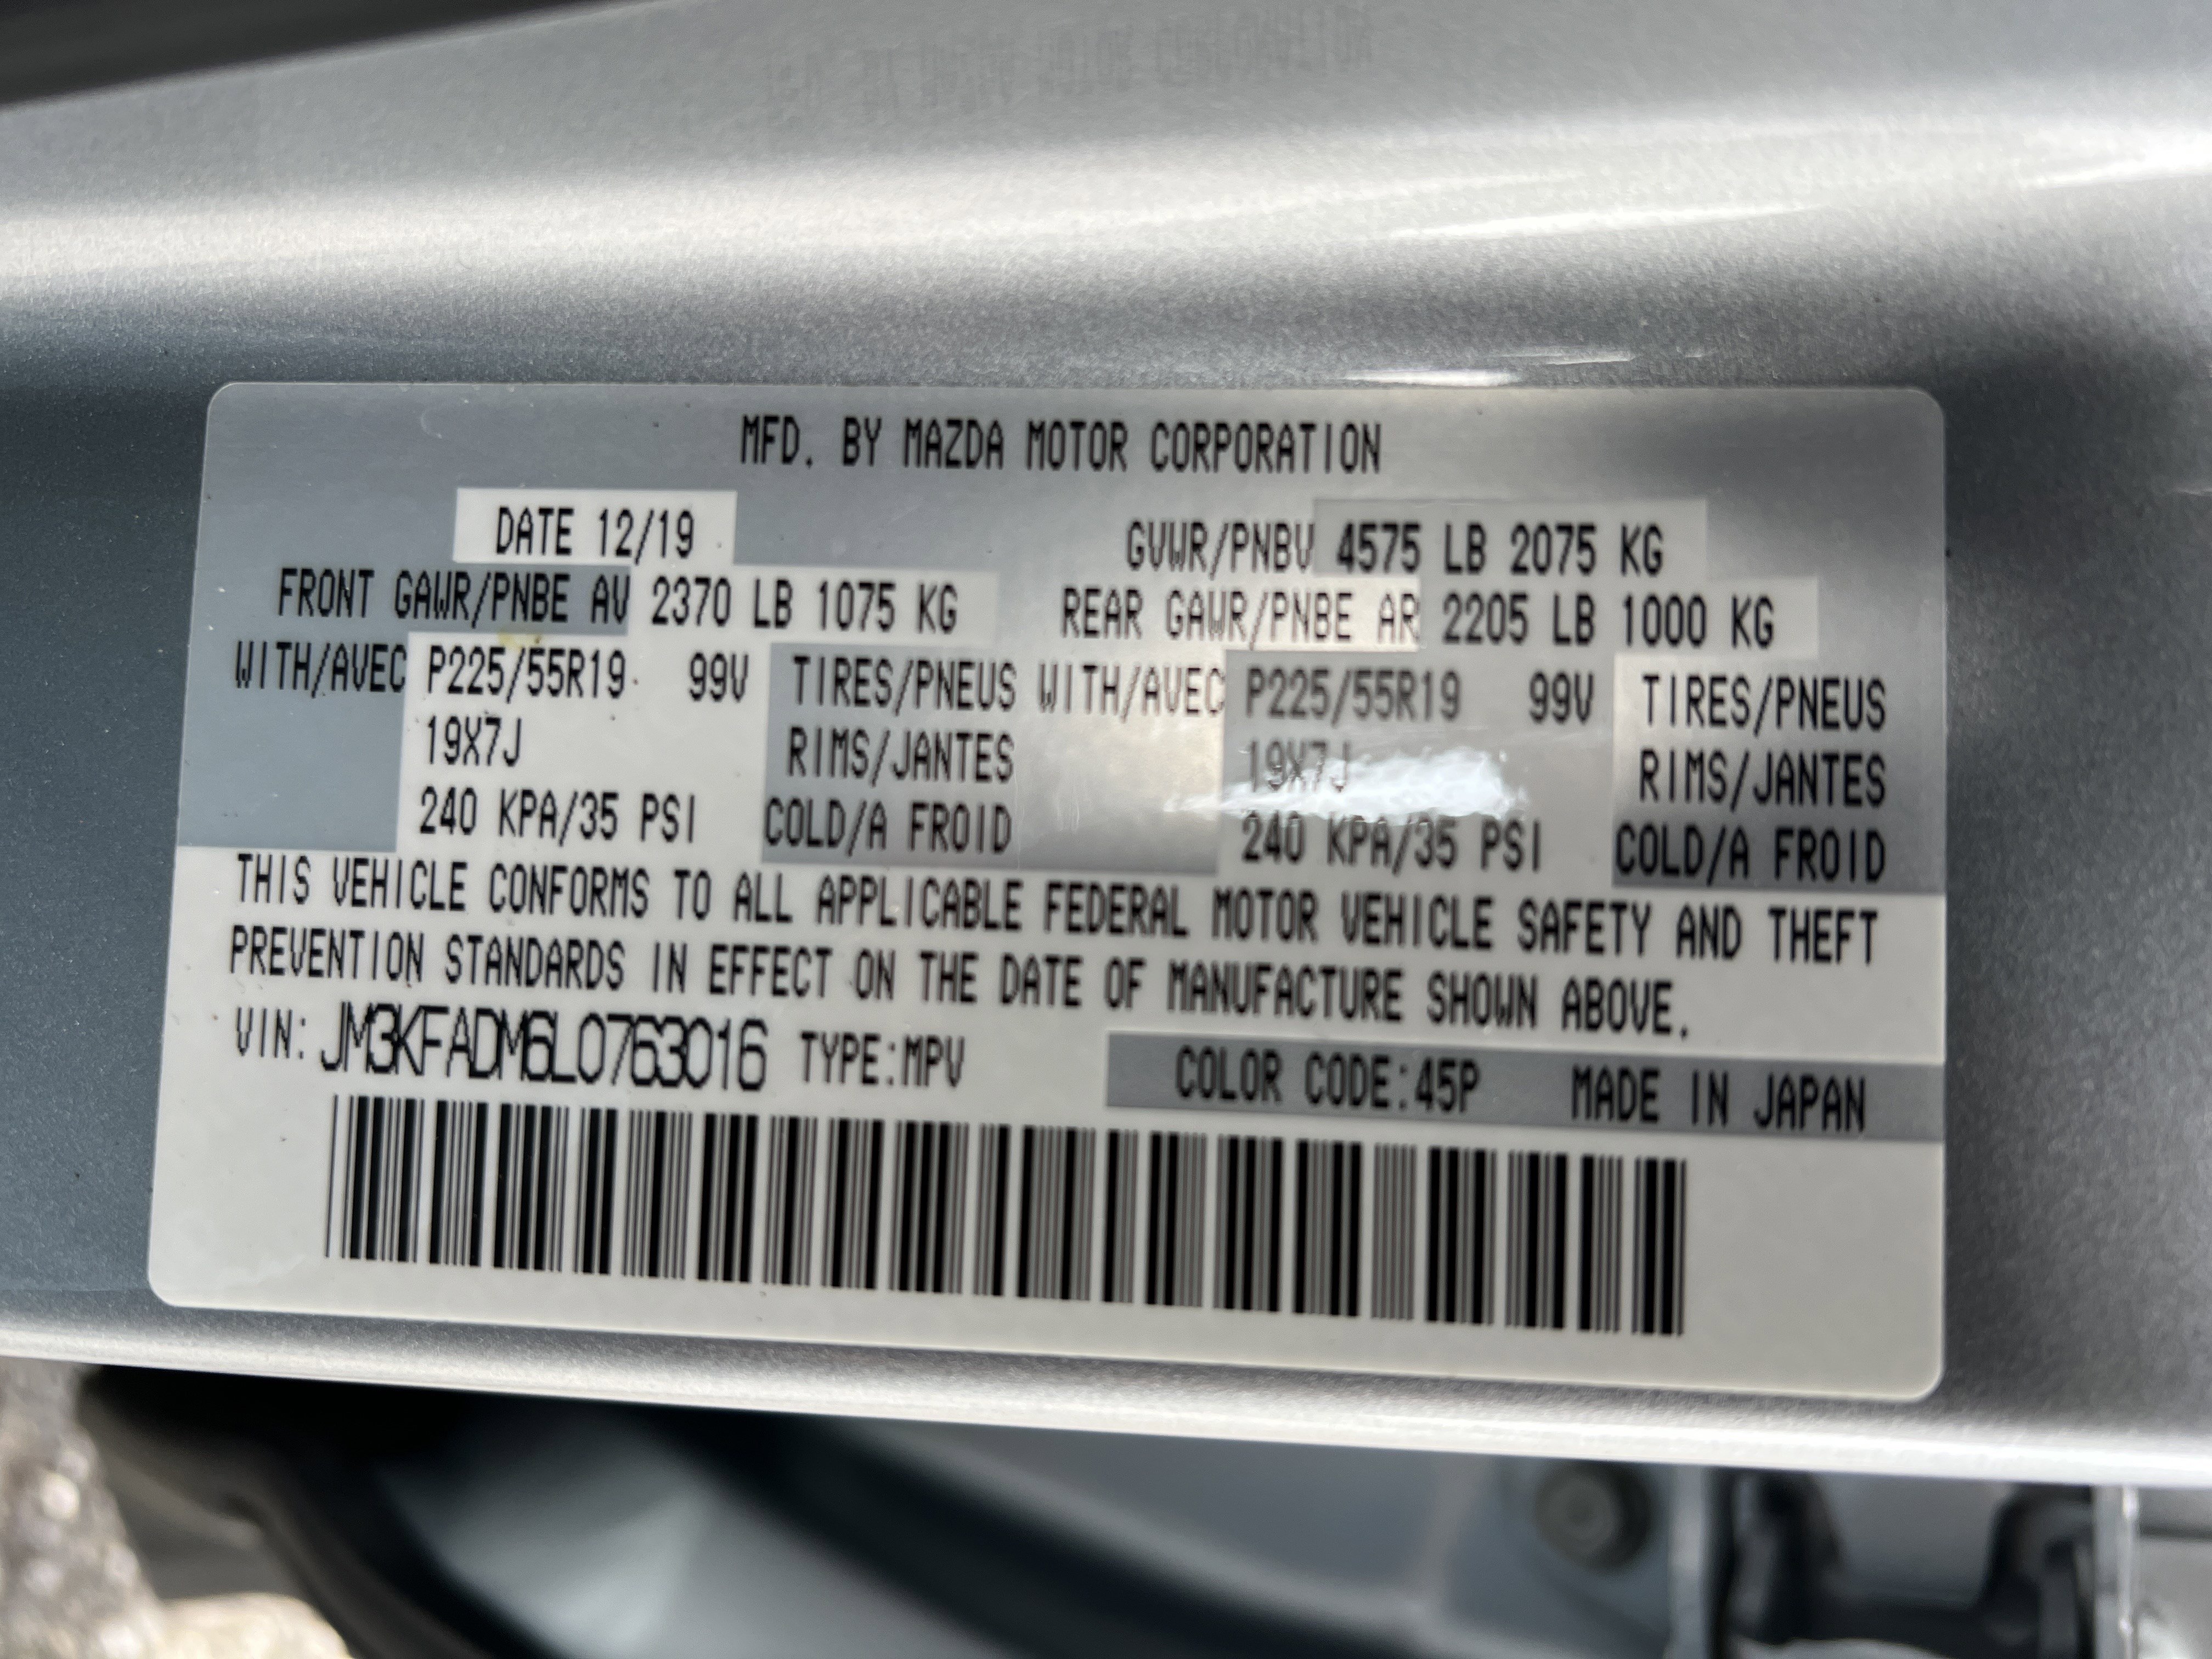 MFD. BY MAZDA MOTOR CORPORATION
DATE 12/19 GVWR/PNBV 4575 LB 2075 KG
FRONT GAWR/PNBE AV 2370 LB 1075 KG REAR GAWR/PNBE AR 2205 LB 1000 KG
WITH/AVEC P225/55R19 99V TIRES/PNEUS WITH/AVEC P225/55R19 99V TIRES/PNEUS
19X7J RIMS/JANTES 19X7J RIMS/JANTES
240 KPA/35 PSI COLD/A FROID 240 KPA/35 PSI COLD/A FROID
THIS VEHICLE CONFORMS TO ALL APPLICABLE FEDERAL MOTOR VEHICLE SAFETY AND THEFT
PREVENTION STANDARDS IN EFFECT ON THE DATE OF MANUFACTURE SHOWN ABOVE.
VIN: JM3KFADM6L0763016 TYPE:MPV COLOR CODE:45P MADE IN JAPAN